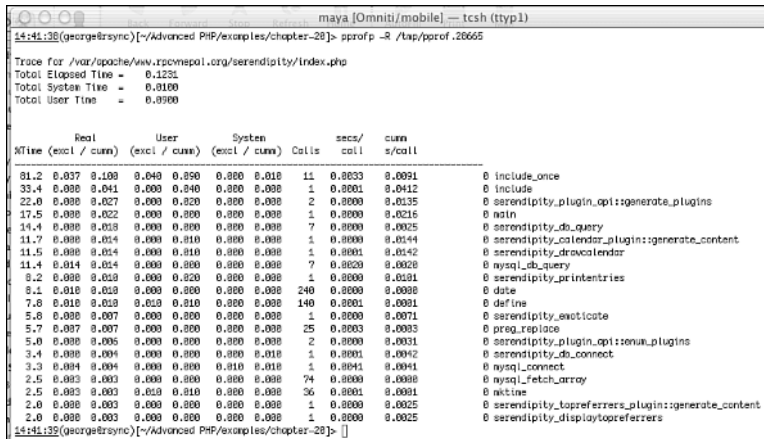 maya [Omniti/mobile] — tcsh (ttyp1)
Back Forward Stop Refresh
14:41:38(george@rsync)[~/Advanced PHP/examples/chapter-20]> pprofp -R /tmp/pprof.28665
Trace for /var/apache/www.rpcvnepal.org/serendipity/index.php
Total Elapsed Time = 0.1231
Total System Time = 0.0100
Total User Time = 0.0900
Real User System secs/ cumm
%Time (excl / cumm) (excl / cumm) (excl / cumm) Calls call s/call
81.2 0.037 0.100 0.040 0.090 0.000 0.010 11 0.0033 0.0091 0 include_once
33.4 0.000 0.041 0.000 0.040 0.000 0.000 1 0.0001 0.0412 0 include
22.0 0.000 0.027 0.000 0.020 0.000 0.000 2 0.0000 0.0135 0 serendipity_plugin_api::generate_plugins
17.5 0.000 0.022 0.000 0.000 0.000 0.000 1 0.0000 0.0216 0 main
14.4 0.000 0.018 0.000 0.000 0.000 0.000 7 0.0000 0.0025 0 serendipity_db_query
11.7 0.000 0.014 0.000 0.010 0.000 0.000 1 0.0000 0.0144 0 serendipity_calendar_plugin::generate_content
11.5 0.000 0.014 0.000 0.010 0.000 0.000 1 0.0001 0.0142 0 serendipity_drawcalendar
11.4 0.014 0.014 0.000 0.000 0.000 0.000 7 0.0020 0.0020 0 mysql_db_query
8.2 0.000 0.010 0.000 0.020 0.000 0.000 1 0.0000 0.0101 0 serendipity_printentries
8.1 0.010 0.010 0.000 0.000 0.000 0.000 240 0.0000 0.0000 0 date
7.8 0.010 0.010 0.010 0.010 0.000 0.000 140 0.0001 0.0001 0 define
5.8 0.000 0.007 0.000 0.000 0.000 0.000 1 0.0000 0.0071 0 serendipity_emoticate
5.7 0.007 0.007 0.000 0.000 0.000 0.000 25 0.0003 0.0003 0 preg_replace
5.0 0.000 0.006 0.000 0.000 0.000 0.000 2 0.0000 0.0031 0 serendipity_plugin_api::enum_plugins
3.4 0.000 0.004 0.000 0.000 0.000 0.010 1 0.0001 0.0042 0 serendipity_db_connect
3.3 0.004 0.004 0.000 0.000 0.010 0.010 1 0.0041 0.0041 0 mysql_connect
2.5 0.003 0.003 0.000 0.000 0.000 0.000 74 0.0000 0.0000 0 mysql_fetch_array
2.5 0.003 0.003 0.010 0.010 0.000 0.000 36 0.0001 0.0001 0 mktime
2.0 0.000 0.003 0.000 0.000 0.000 0.000 1 0.0000 0.0025 0 serendipity_topreferrers_plugin::generate_content
2.0 0.000 0.003 0.000 0.000 0.000 0.000 1 0.0000 0.0025 0 serendipity_displaytopreferrers
14:41:39(george@rsync)[~/Advanced PHP/examples/chapter-20]>